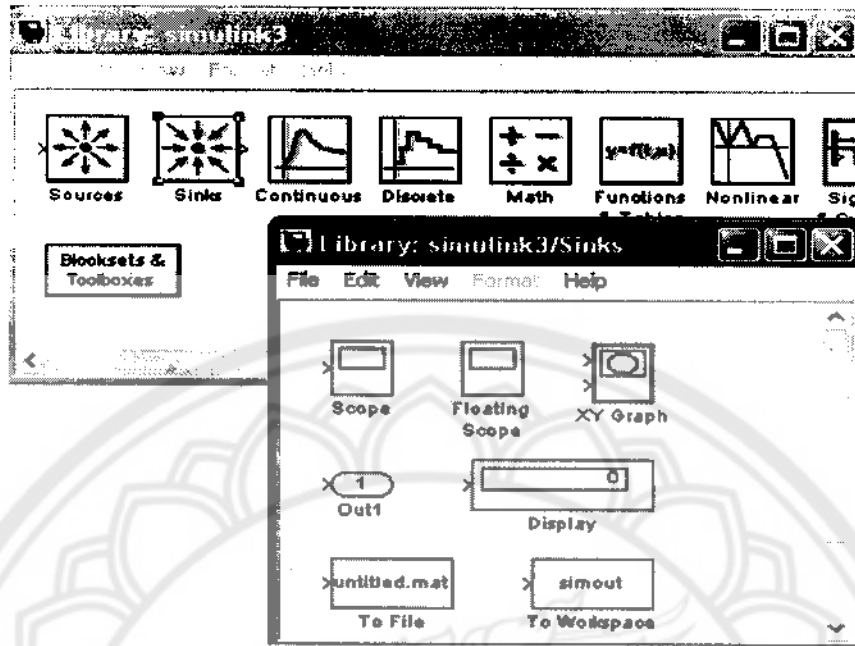 Library: simulink3
Sources
Sinks
Continuous
Discrete
Math
y=f(u)
Functions
& Tables
Nonlinear
Blocksets &
Toolboxes
Library: simulink3/Sinks
File Edit View Format Help
Scope
Floating
Scope
XY Graph
1
Out1
0
Display
untitled.mat
To File
simout
To Workspace